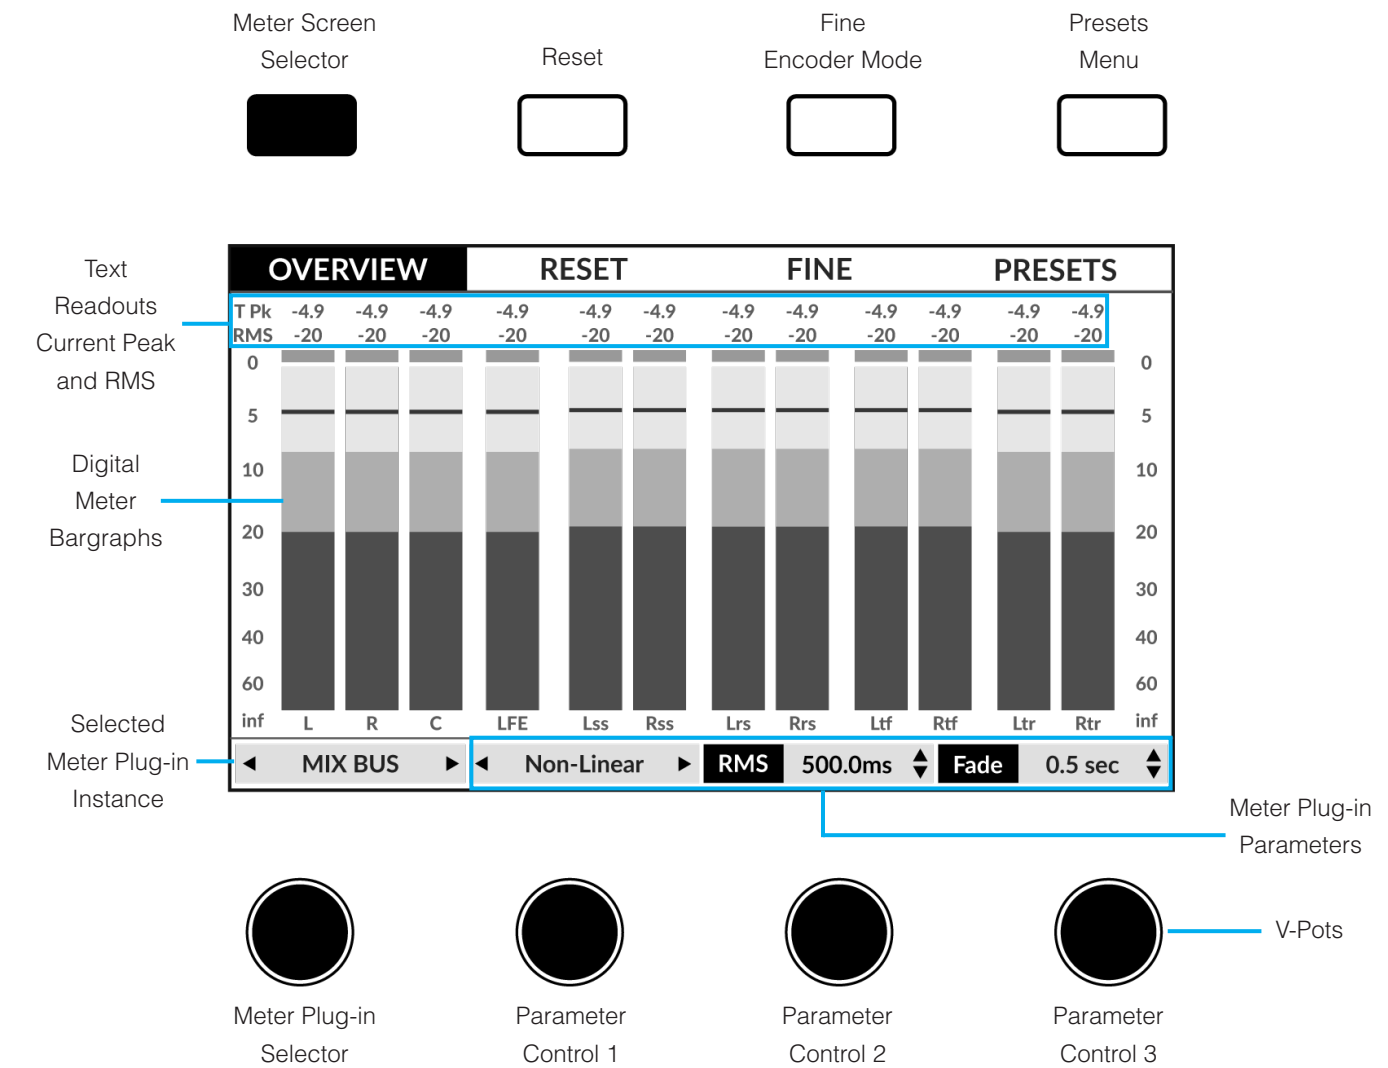 Meter Screen
Selector
Reset
Fine
Encoder Mode
Presets
Menu
OVERVIEW RESET FINE PRESETS
Text
Readouts
Current Peak
and RMS
T Pk -4.9 -4.9 -4.9 -4.9 -4.9 -4.9 -4.9 -4.9 -4.9 -4.9 -4.9 -4.9
RMS -20 -20 -20 -20 -20 -20 -20 -20 -20 -20 -20 -20
0 0
5 5
10 10
20 20
30 30
40 40
60 60
inf L R C LFE Lss Rss Lrs Rrs Ltf Rtf Ltr Rtr inf
Digital
Meter
Bargraphs
Selected
Meter Plug-in
Instance
MIX BUS Non-Linear RMS 500.0ms Fade 0.5 sec
Meter Plug-in
Parameters
V-Pots
Meter Plug-in
Selector
Parameter
Control 1
Parameter
Control 2
Parameter
Control 3